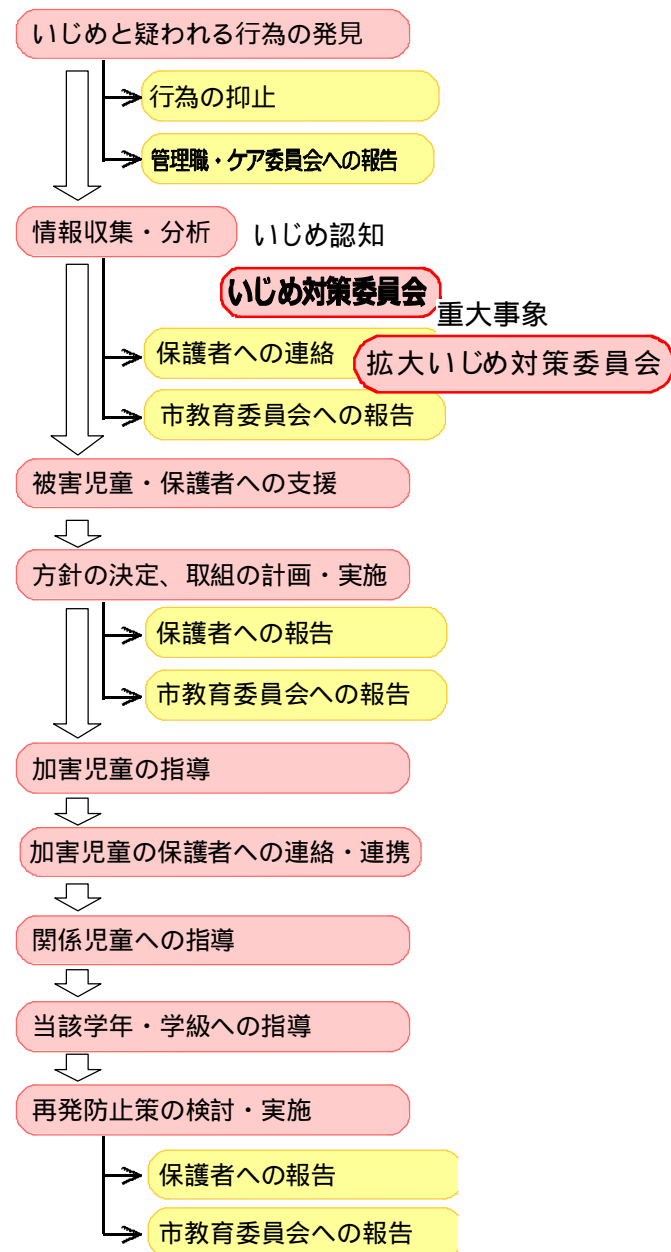 いじめと疑われる行為の発見
行為の抑止
管理職・ケア委員会への報告
情報収集・分析
いじめ認知
いじめ対策委員会
重大事象
保護者への連絡
拡大いじめ対策委員会
市教育委員会への報告
被害児童・保護者への支援
方針の決定、取組の計画・実施
保護者への報告
市教育委員会への報告
加害児童の指導
加害児童の保護者への連絡・連携
関係児童への指導
当該学年・学級への指導
再発防止策の検討・実施
保護者への報告
市教育委員会への報告